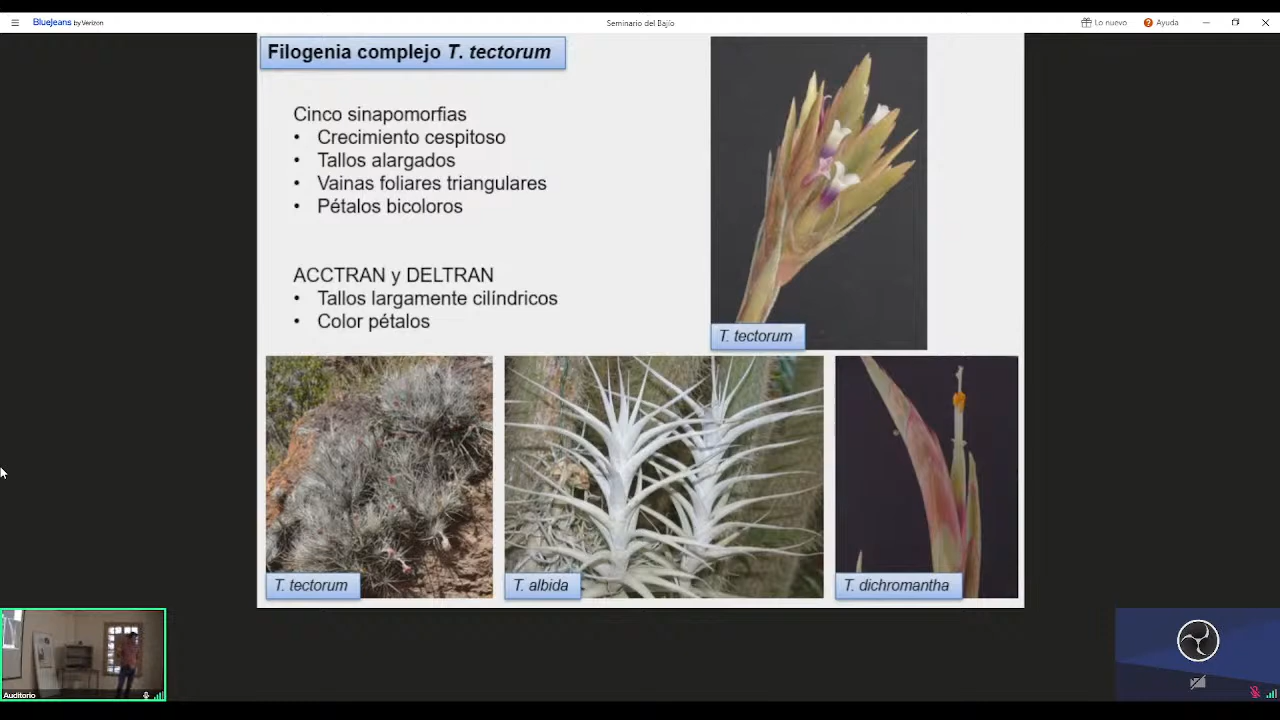 BlueJeans by Verizon
Seminario del Bajío
Lo nuevo
Ayuda
Filogenia complejo T. tectorum
Cinco sinapomorfias
• Crecimiento cespitoso
• Tallos alargados
• Vainas foliares triangulares
• Pétalos bicoloros
ACCTRAN y DELTRAN
• Tallos largamente cilíndricos
• Color pétalos
T. tectorum
T. tectorum
T. albida
T. dichromantha
Auditorio